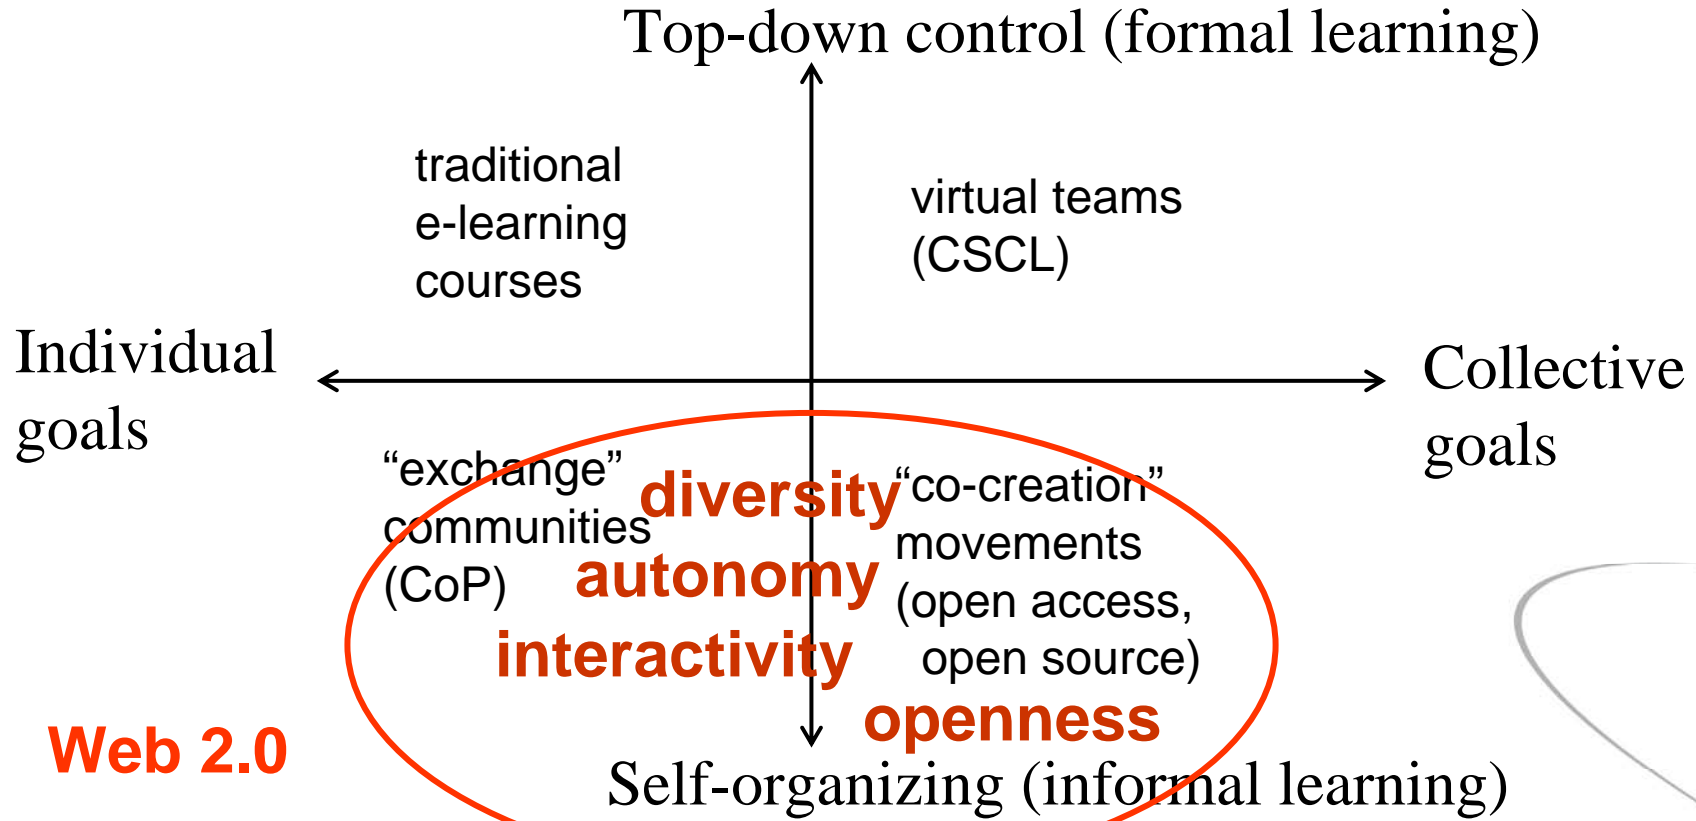 Top-down control (formal learning)
traditional
e-learning
courses
virtual teams
(CSCL)
Individual
goals
Collective
goals
“exchange”
communities
(CoP)
diversity
autonomy
interactivity
“co-creation”
movements
(open access,
open source)
openness
Web 2.0
Self-organizing (informal learning)